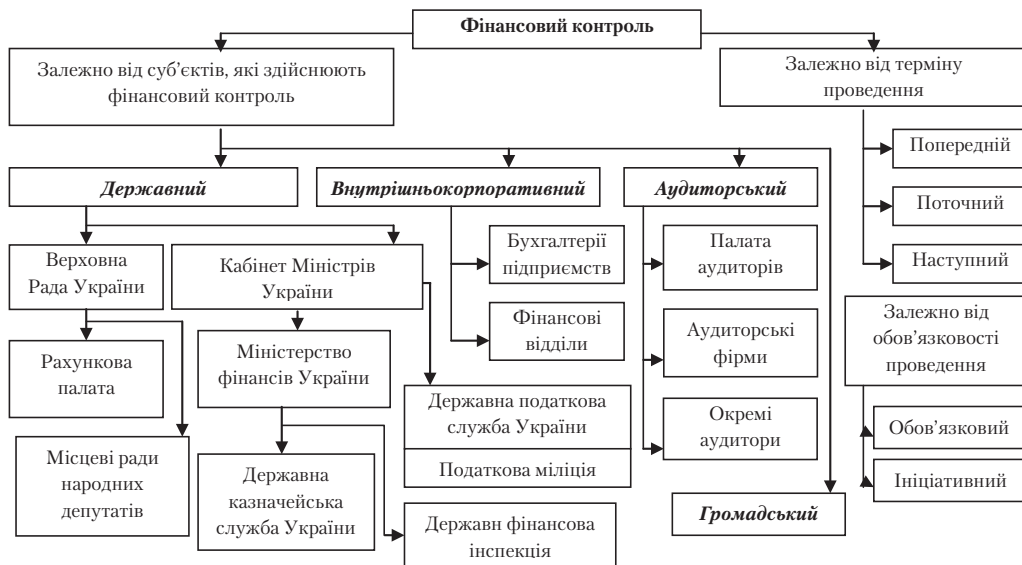 Фінансовий контроль
Залежно від суб’єктів, які здійснюють
фінансовий контроль
Залежно від терміну
проведення
Попередній
Поточний
Наступний
Державний
Внутрішньокорпоративний
Аудиторський
Верховна
Рада України
Кабінет Міністрів
України
Бухгалтерії
підприємств
Палата
аудиторів
Рахункова
палата
Міністерство
фінансів України
Фінансові
відділи
Аудиторські
фірми
Залежно від
обов’язковості
проведення
Державна податкова
служба України
Податкова міліція
Окремі
аудитори
Обов’язковий
Ініціативний
Місцеві ради
народних
депутатів
Державна
казначейська
служба України
Державн фінансова
інспекція
Громадський